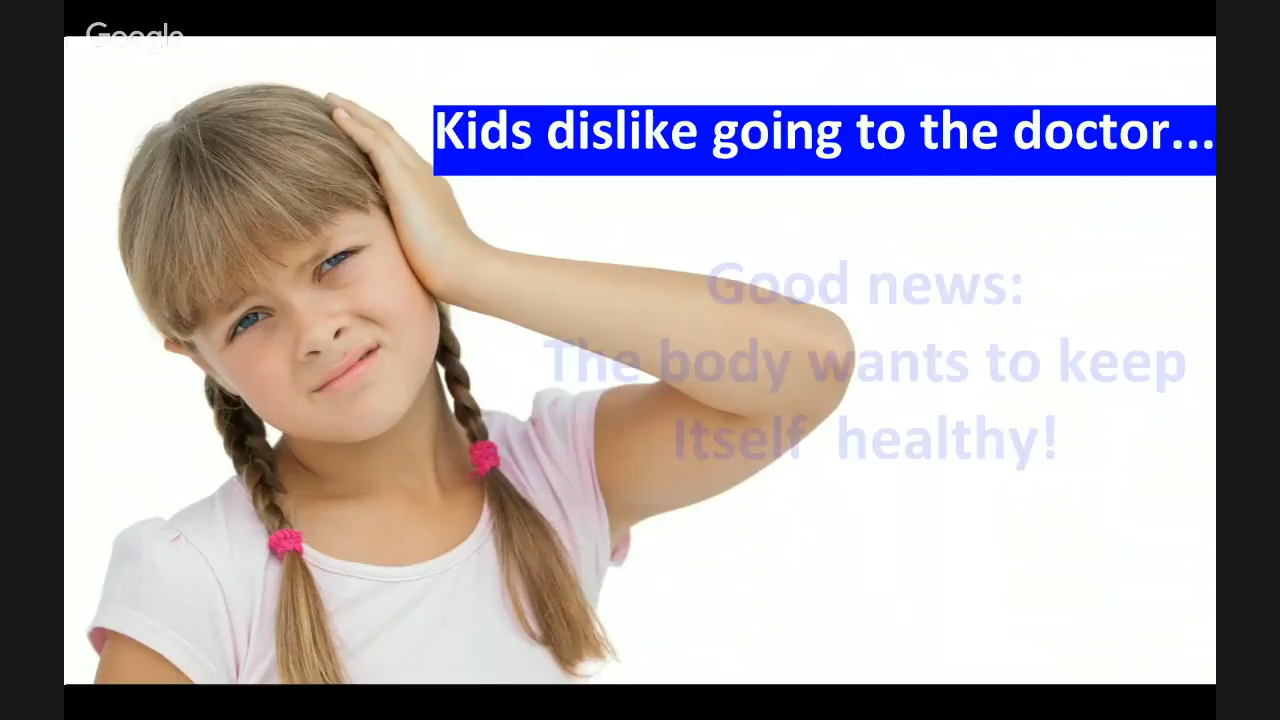 Google
Kids dislike going to the doctor...
Good news:
The body wants to keep
Itself healthy!